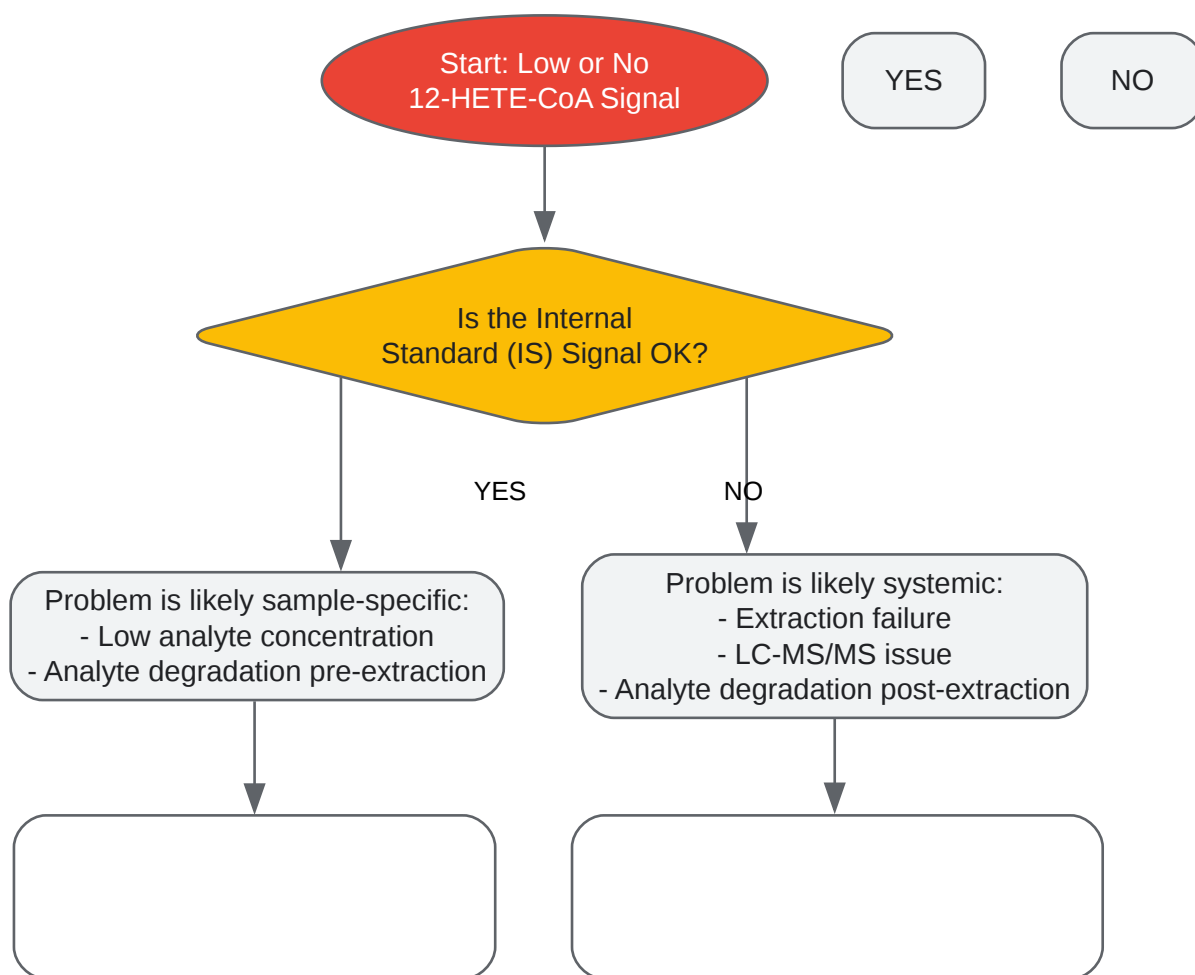 Start: Low or No
12-HETE-CoA Signal
YES
NO
Is the Internal
Standard (IS) Signal OK?
YES
NO
Problem is likely sample-specific:
- Low analyte concentration
- Analyte degradation pre-extraction
Problem is likely systemic:
- Extraction failure
- LC-MS/MS issue
- Analyte degradation post-extraction